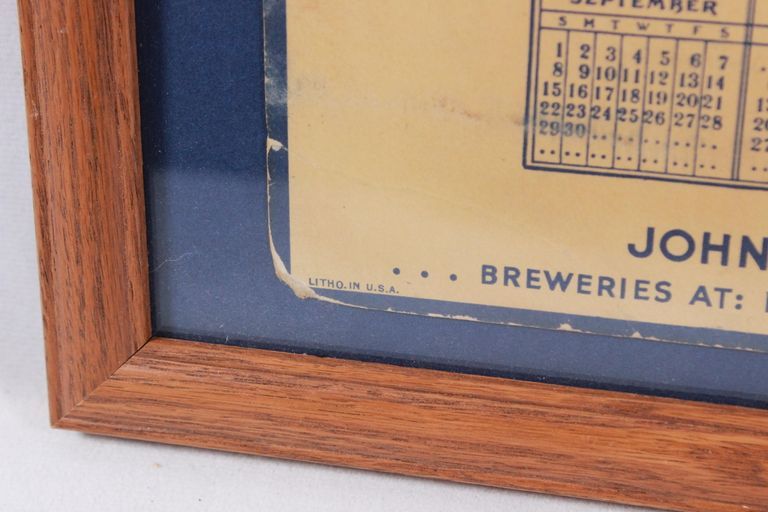 SEPTEMBER
S M T W T F S
1 2 3 4 5 6 7
8 9 10 11 12 13 14
15 16 17 18 19 20 21
22 23 24 25 26 27 28
29 30 .. .. .. .. ..
.. .. .. .. .. .. ..
JOHN
... BREWERIES AT:
LITHO. IN U.S.A.